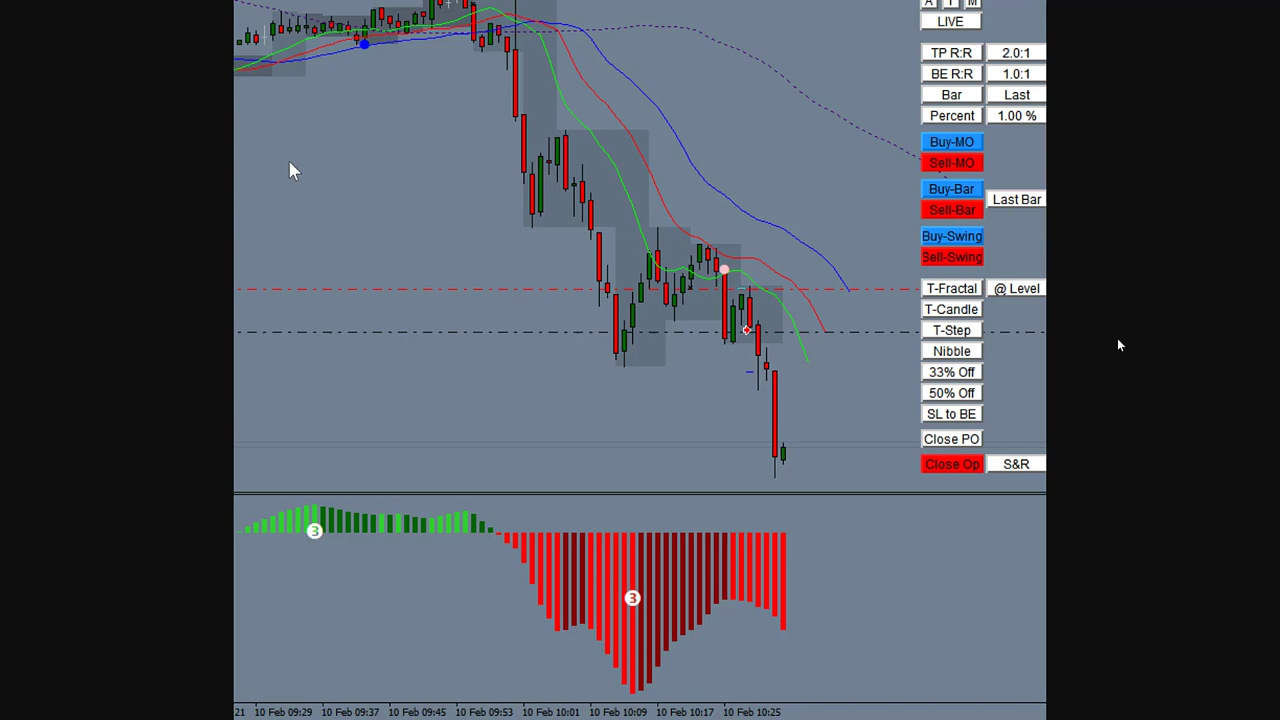 A T M
LIVE
TP R:R 2.0:1
BE R:R 1.0:1
Bar Last
Percent 1.00 %
Buy-MO
Sell-MO
Buy-Bar
Last Bar
Sell-Bar
Buy-Swing
Sell-Swing
T-Fractal @ Level
T-Candle
T-Step
Nibble
33% Off
50% Off
SL to BE
Close PO
Close Op S&R
3
3
21 10 Feb 09:29 10 Feb 09:37 10 Feb 09:45 10 Feb 09:53 10 Feb 10:01 10 Feb 10:09 10 Feb 10:17 10 Feb 10:25